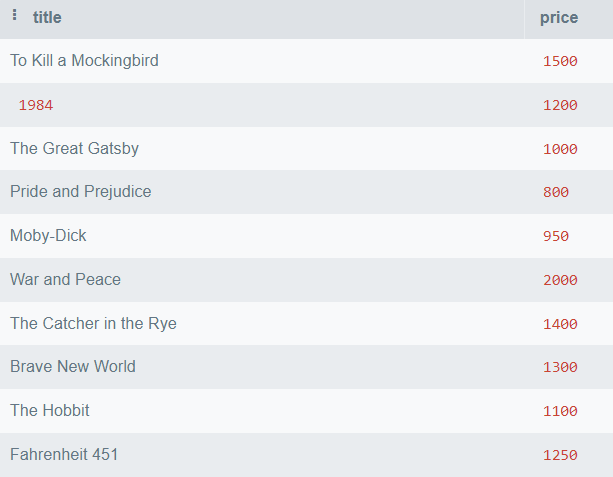 title price
To Kill a Mockingbird 1500
1984 1200
The Great Gatsby 1000
Pride and Prejudice 800
Moby-Dick 950
War and Peace 2000
The Catcher in the Rye 1400
Brave New World 1300
The Hobbit 1100
Fahrenheit 451 1250